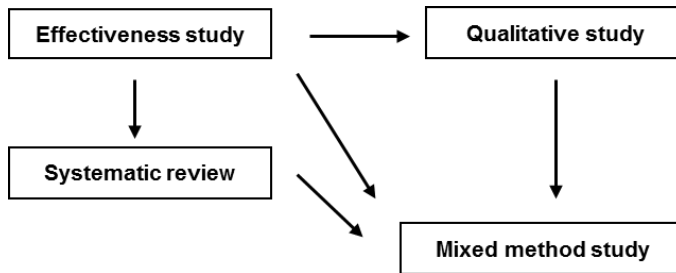 Effectiveness study
Qualitative study
Systematic review
Mixed method study